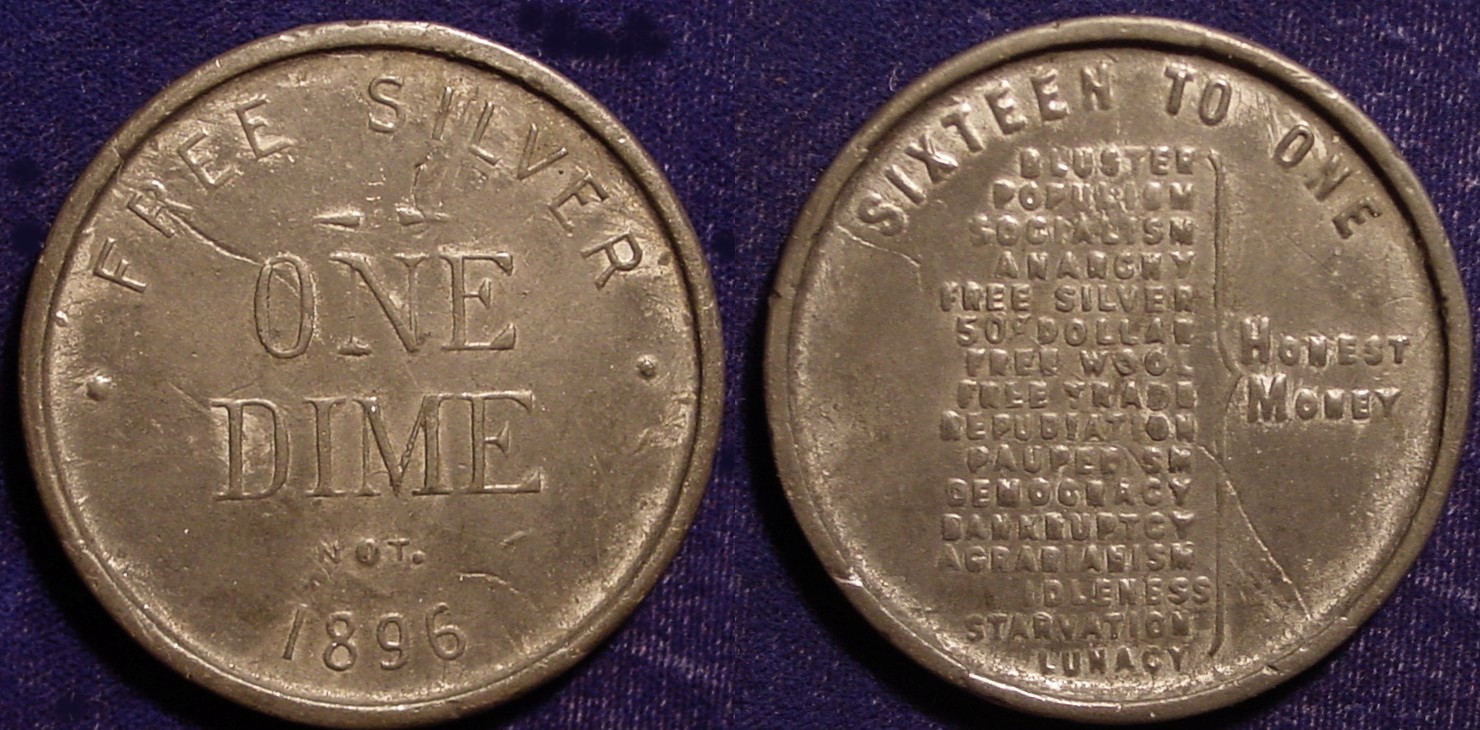 FREE SILVER
ONE
DIME
NOT.
1896
SIXTEEN TO ONE
BLUSTER
POPULISM
SOCIALISM
ANARCHY
FREE SILVER
50¢ DOLLAR
FREE WOOL
FREE TRADE
REPUDIATION
PAUPERISM
DEMOCRACY
BANKRUPTCY
AGRARIANISM
IDLENESS
STARVATION
LUNACY
HONEST
MONEY